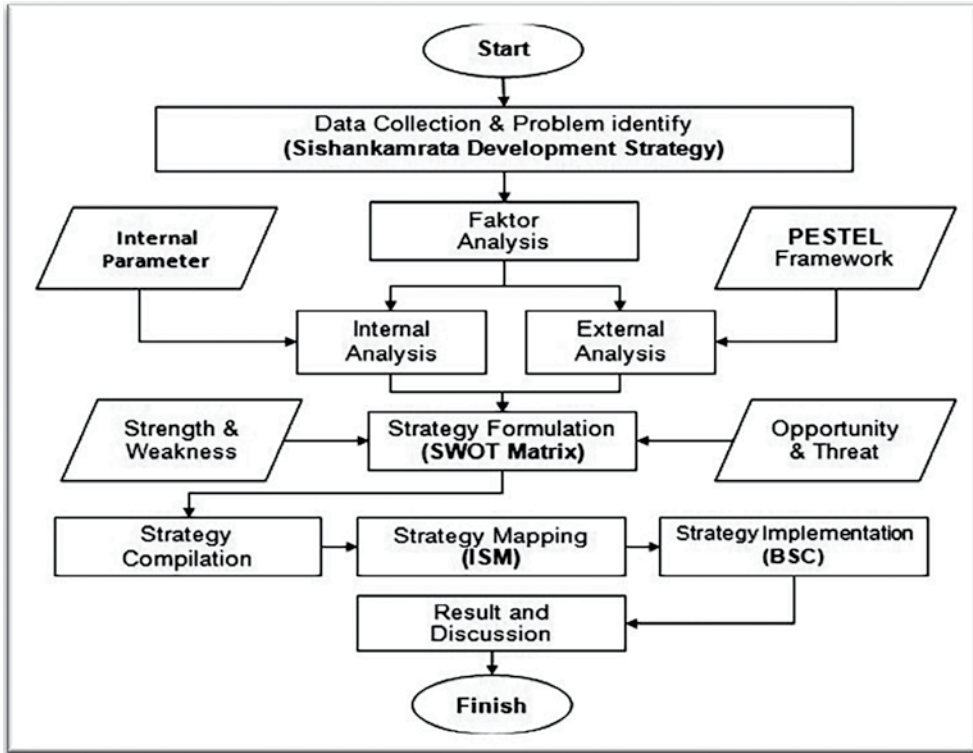 Start
Data Collection & Problem identify
(Sishankamrata Development Strategy)
Faktor
Analysis
Internal
Parameter
PESTEL
Framework
Internal
Analysis
External
Analysis
Strength &
Weakness
Strategy Formulation
(SWOT Matrix)
Opportunity
& Threat
Strategy
Compilation
Strategy Mapping
(ISM)
Strategy Implementation
(BSC)
Result and
Discussion
Finish